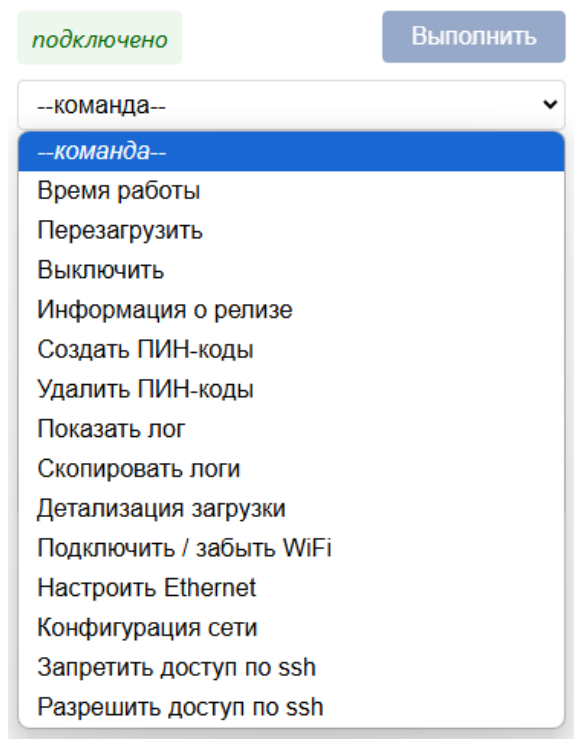 подключено
Выполнить
--команда--
--команда--
Время работы
Перезагрузить
Выключить
Информация о релизе
Создать ПИН-коды
Удалить ПИН-коды
Показать лог
Скопировать логи
Детализация загрузки
Подключить / забыть WiFi
Настроить Ethernet
Конфигурация сети
Запретить доступ по ssh
Разрешить доступ по ssh